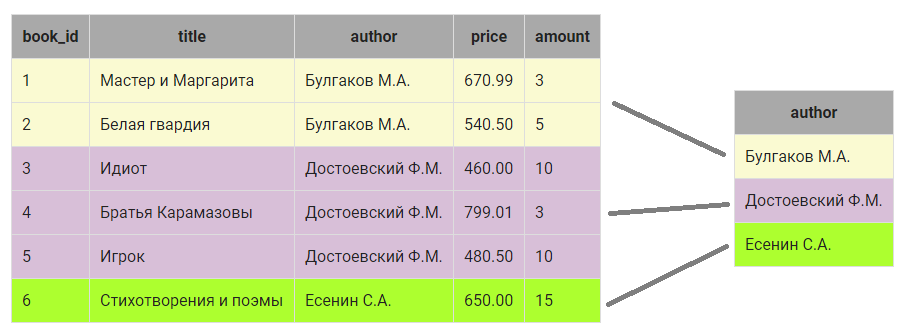 book_id title author price amount
1 Мастер и Маргарита Булгаков М.А. 670.99 3
2 Белая гвардия Булгаков М.А. 540.50 5
3 Идиот Достоевский Ф.М. 460.00 10
4 Братья Карамазовы Достоевский Ф.М. 799.01 3
5 Игрок Достоевский Ф.М. 480.50 10
6 Стихотворения и поэмы Есенин С.А. 650.00 15
author
Булгаков М.А.
Достоевский Ф.М.
Есенин С.А.